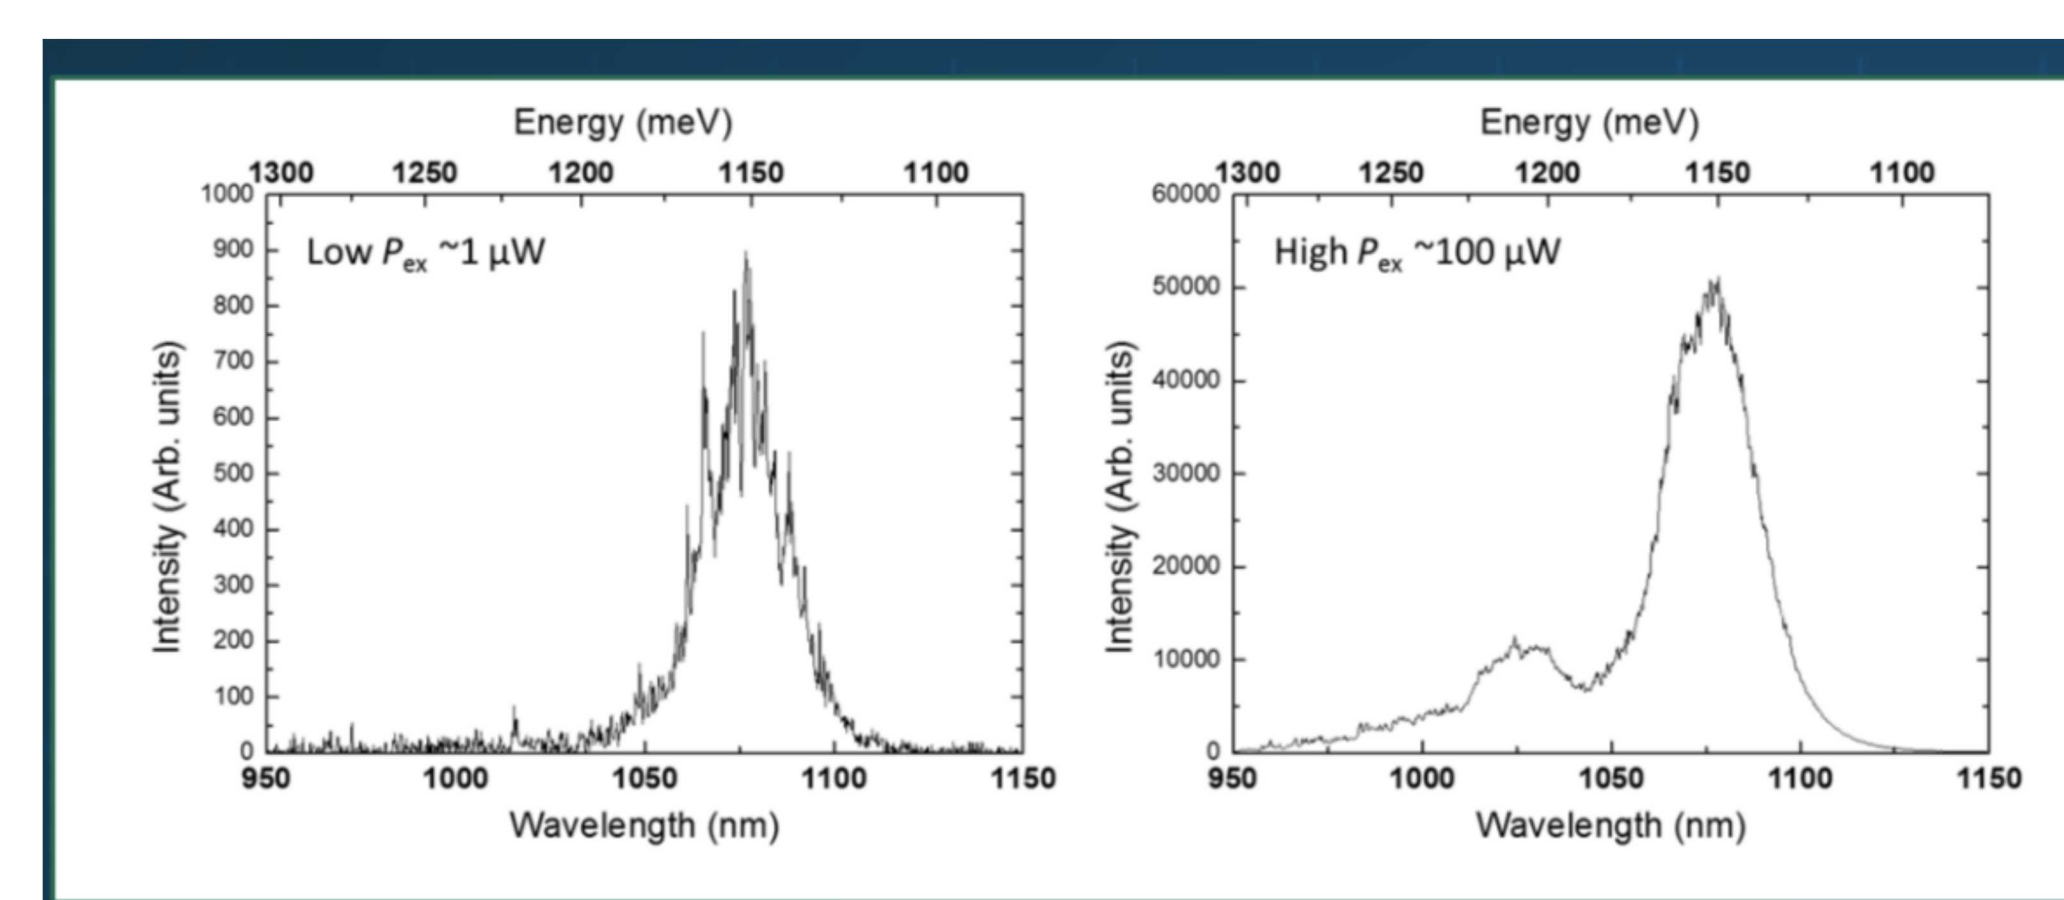 Energy (meV)
1300 1250 1200 1150 1100
1000
900
800
700
600
500
400
300
200
100
0
Low Pex ~1 μW
Intensity (Arb. units)
950 1000 1050 1100 1150
Wavelength (nm)
Energy (meV)
1300 1250 1200 1150 1100
60000
50000
40000
30000
20000
10000
0
High Pex ~100 μW
Intensity (Arb. units)
950 1000 1050 1100 1150
Wavelength (nm)